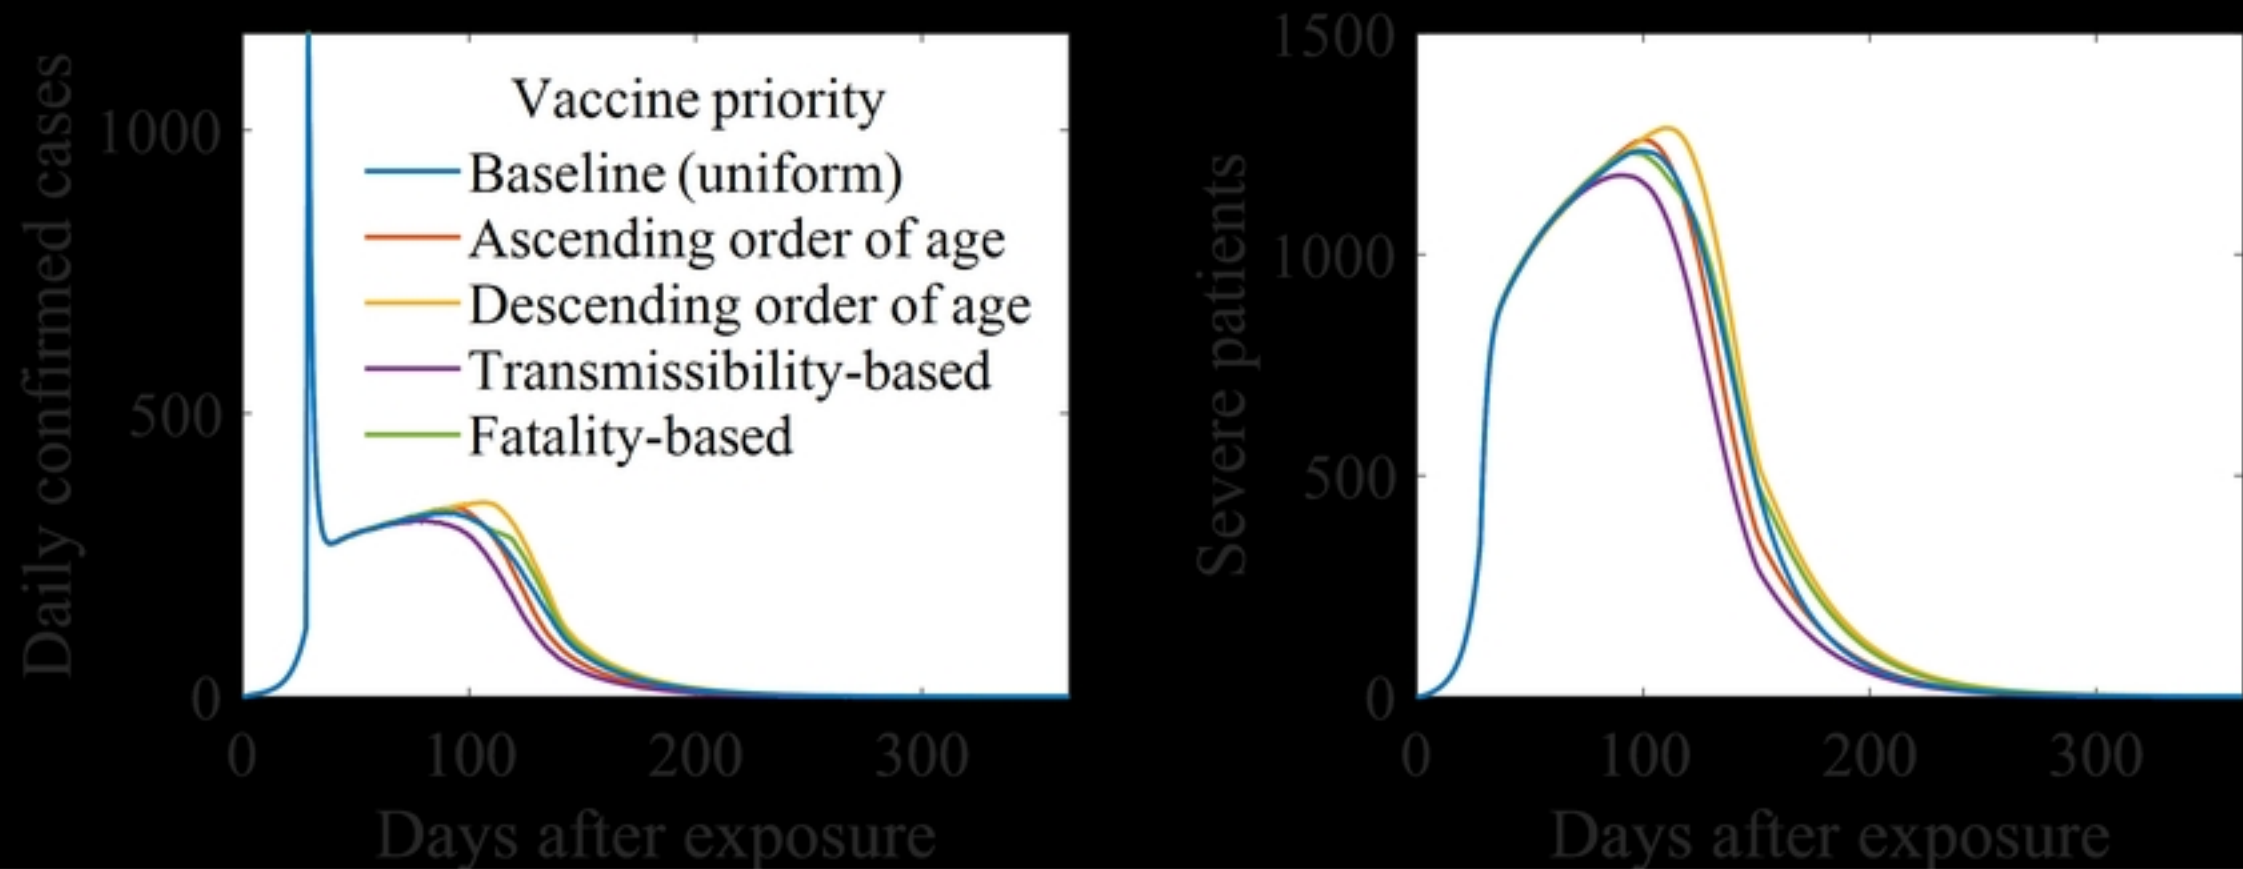 Daily confirmed cases
1000
500
0
Vaccine priority
Baseline (uniform)
Ascending order of age
Descending order of age
Transmissibility-based
Fatality-based
0 100 200 300
Days after exposure
Severe patients
1500
1000
500
0
0 100 200 300
Days after exposure